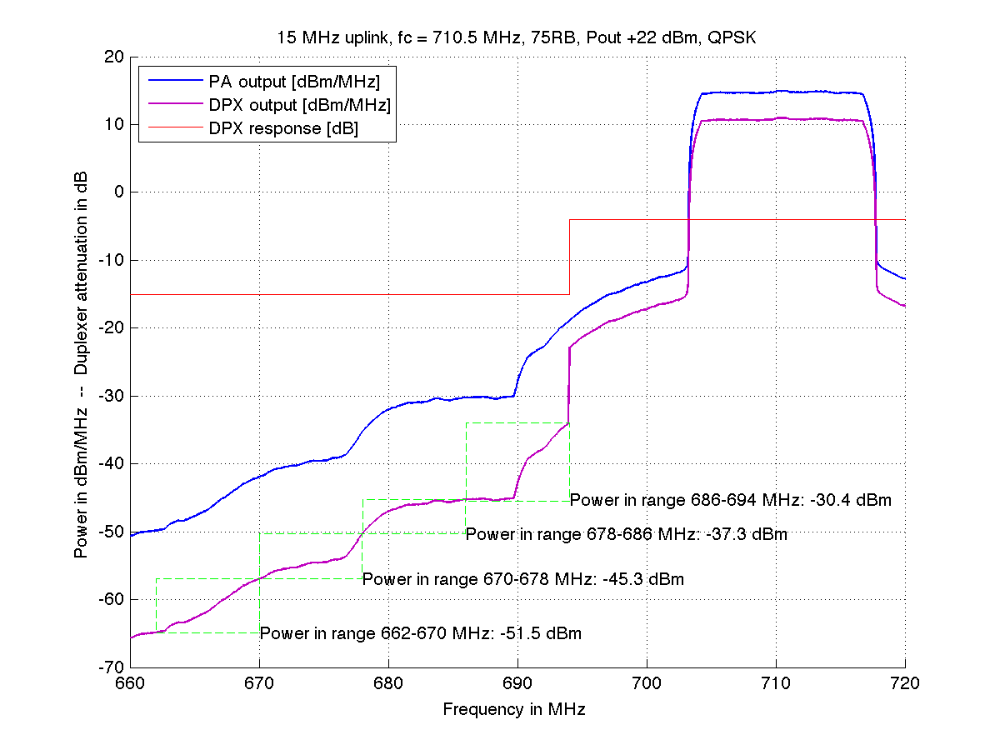 15 MHz uplink, fc = 710.5 MHz, 75RB, Pout +22 dBm, QPSK
PA output [dBm/MHz]
DPX output [dBm/MHz]
DPX response [dB]
20
10
0
-10
-20
-30
-40
-50
-60
-70
Power in dBm/MHz -- Duplexer attenuation in dB
Power in range 686-694 MHz: -30.4 dBm
Power in range 678-686 MHz: -37.3 dBm
Power in range 670-678 MHz: -45.3 dBm
Power in range 662-670 MHz: -51.5 dBm
660 670 680 690 700 710 720
Frequency in MHz